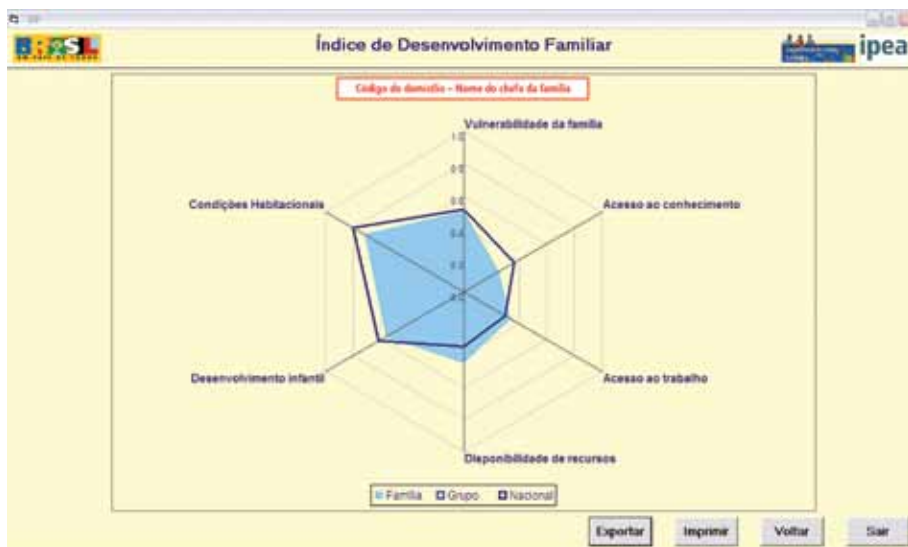 BRASIL
Índice de Desenvolvimento Familiar
ipea
Código do domicílio - Nome do chefe da família
Vulnerabilidade da família
1.0
Condições Habitacionais
Acesso ao conhecimento
Desenvolvimento infantil
Acesso ao trabalho
Disponibilidade de recursos
Família Grupo Nacional
Exportar Imprimir Voltar Sair